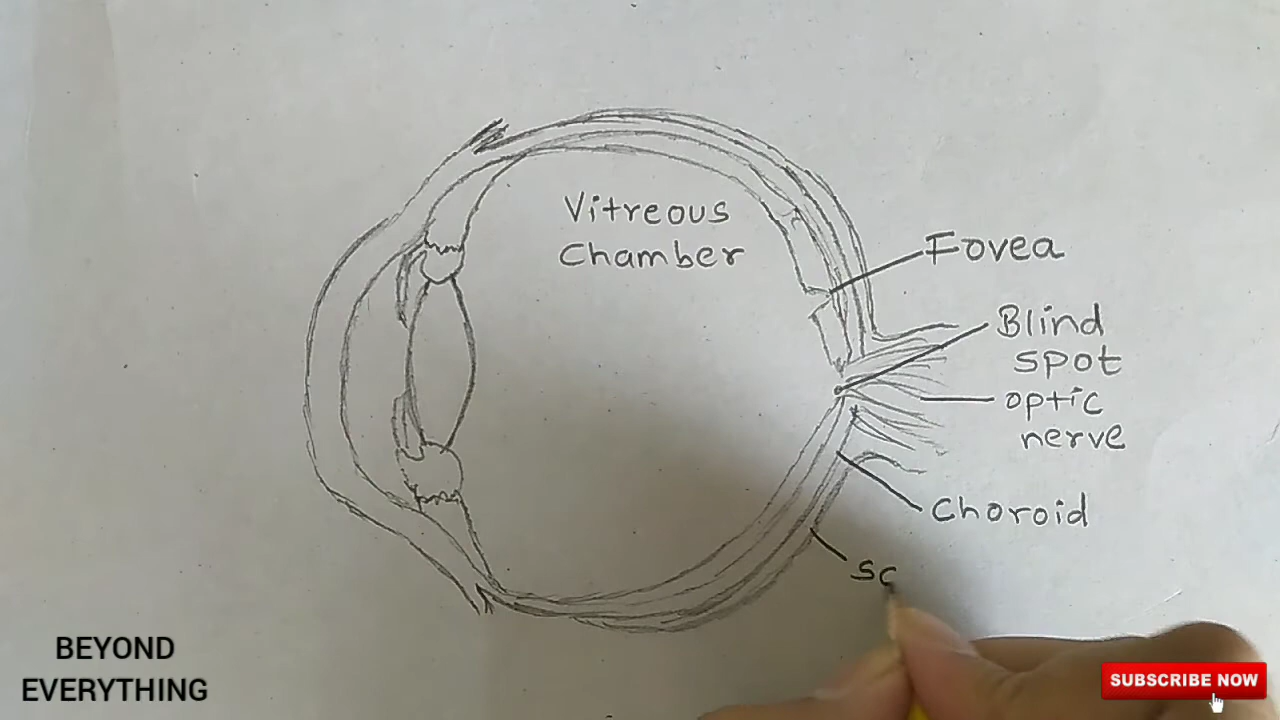 Vitreous
Chamber
Fovea
Blind
spot
optic
nerve
Choroid
sc
BEYOND
EVERYTHING
SUBSCRIBE NOW